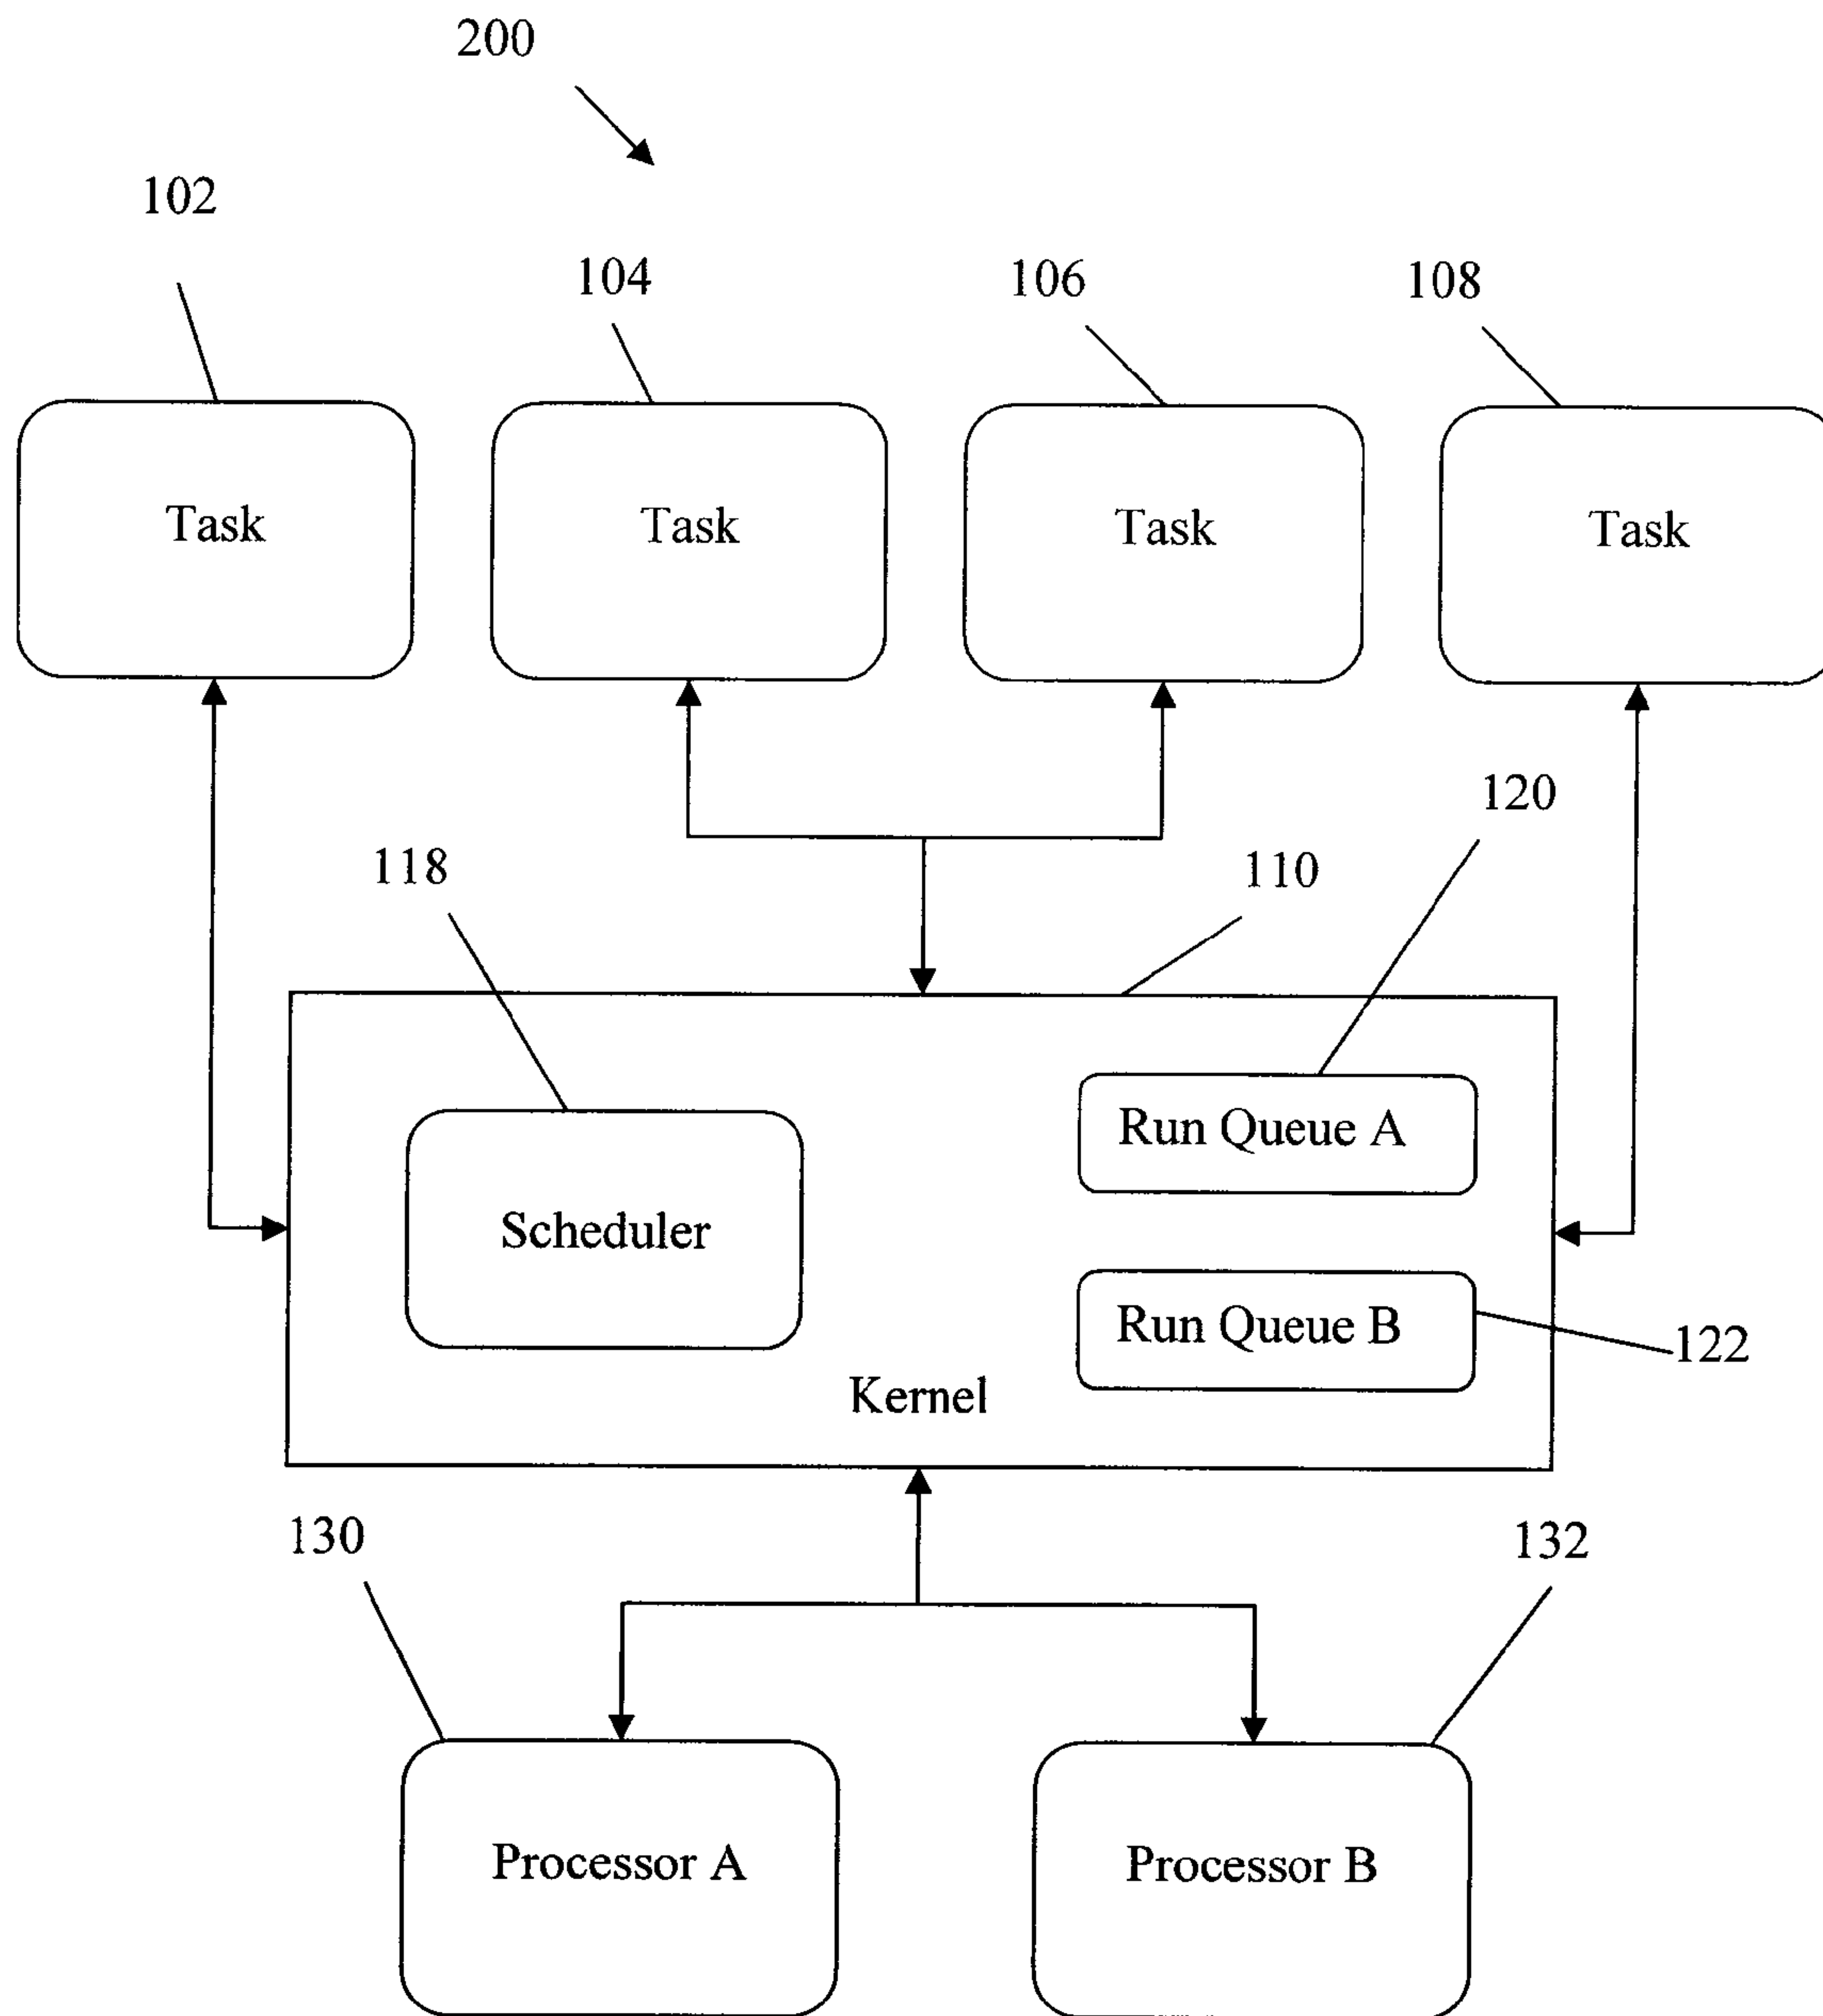 200
102
104
106
108
Task
Task
Task
Task
120
118
110
Run Queue A
Scheduler
Run Queue B
122
Kernel
130
132
Processor A
Processor B